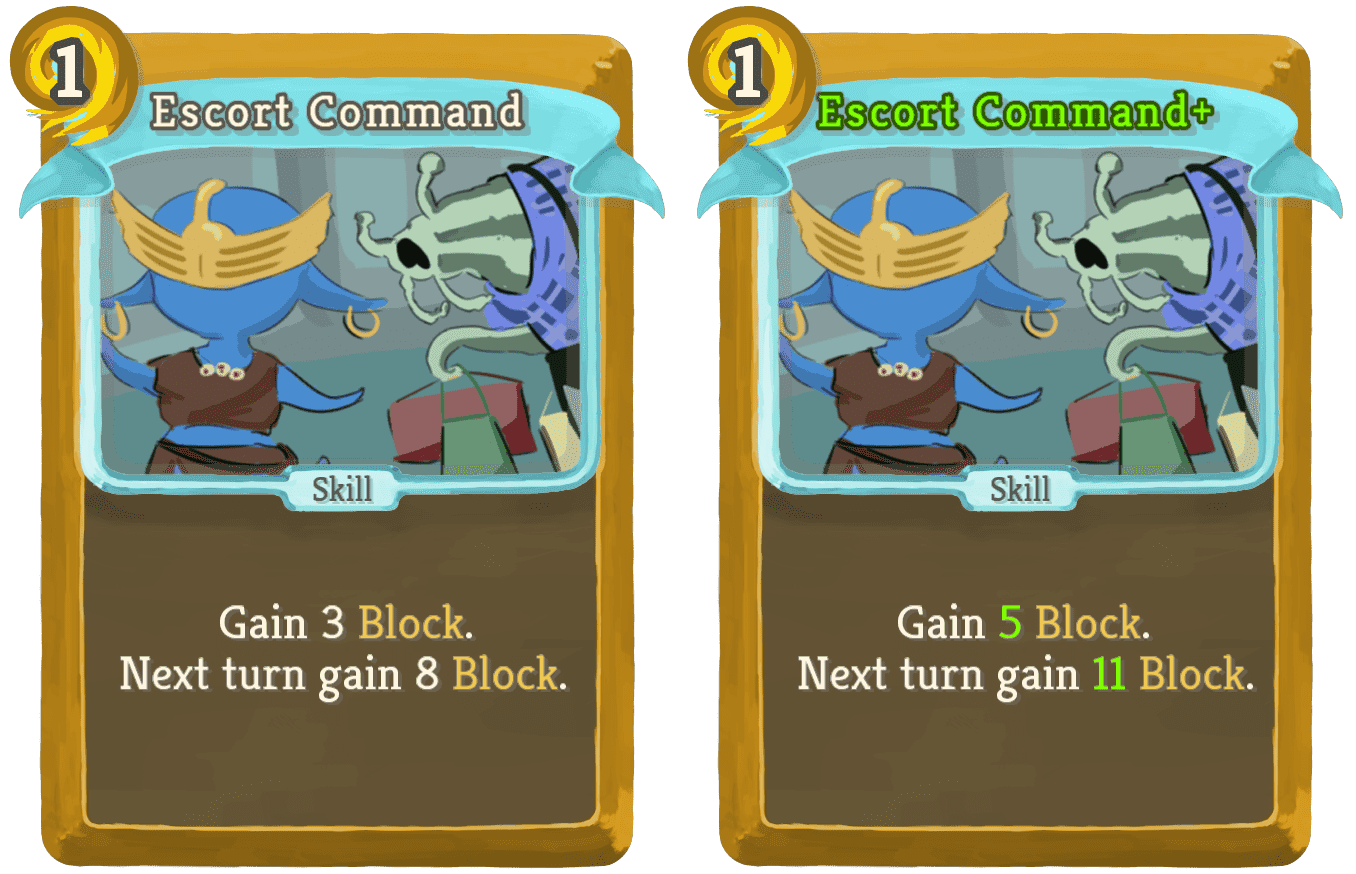 1
Escort Command
Skill
Gain 3 Block.
Next turn gain 8 Block.
1
Escort Command+
Skill
Gain 5 Block.
Next turn gain 11 Block.